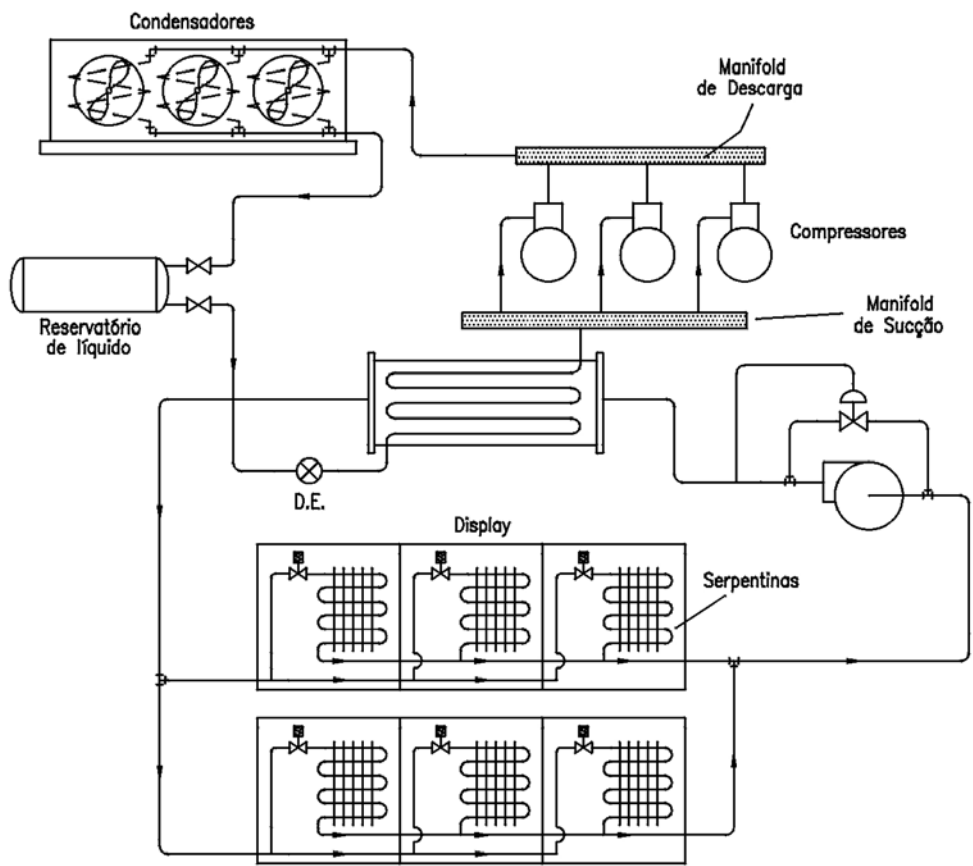 Condensadores
Manifold
de Descarga
Compressores
Manifold
de Sucção
Reservatório
de líquido
D.E.
Display
Serpentinas